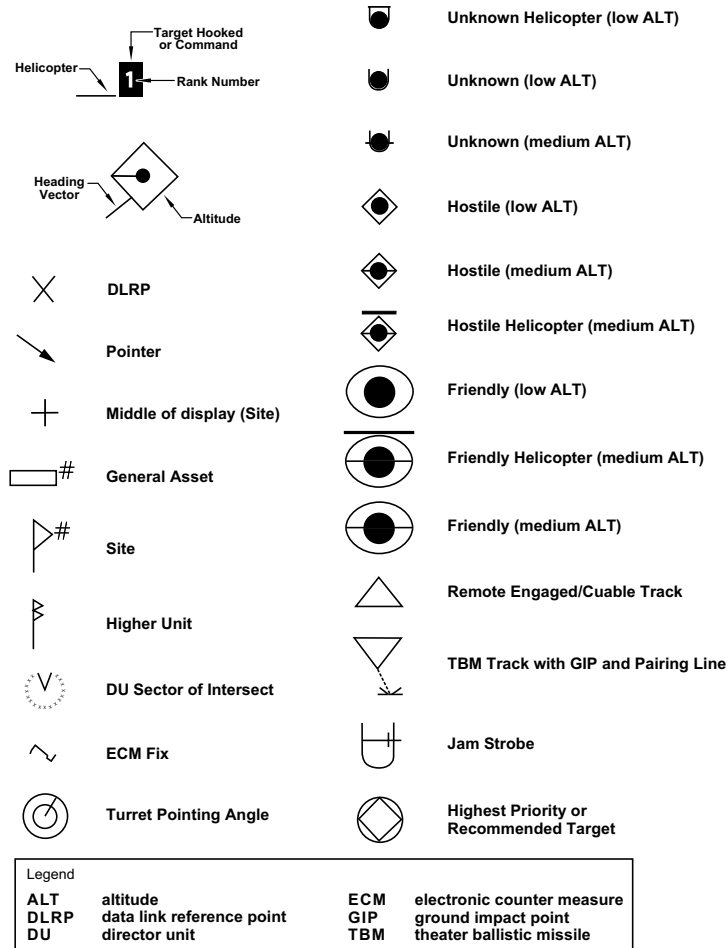 Target Hooked
or Command
Helicopter
1
Rank Number
Heading
Vector
Altitude
DLRP
Pointer
Middle of display (Site)
#
General Asset
#
Site
Higher Unit
DU Sector of Intersect
ECM Fix
Turret Pointing Angle
Unknown Helicopter (low ALT)
Unknown (low ALT)
Unknown (medium ALT)
Hostile (low ALT)
Hostile (medium ALT)
Hostile Helicopter (medium ALT)
Friendly (low ALT)
Friendly Helicopter (medium ALT)
Friendly (medium ALT)
Remote Engaged/Cuable Track
TBM Track with GIP and Pairing Line
Jam Strobe
Highest Priority or
Recommended Target
Legend
ALT altitude
DLRP data link reference point
DU director unit
ECM electronic counter measure
GIP ground impact point
TBM theater ballistic missile